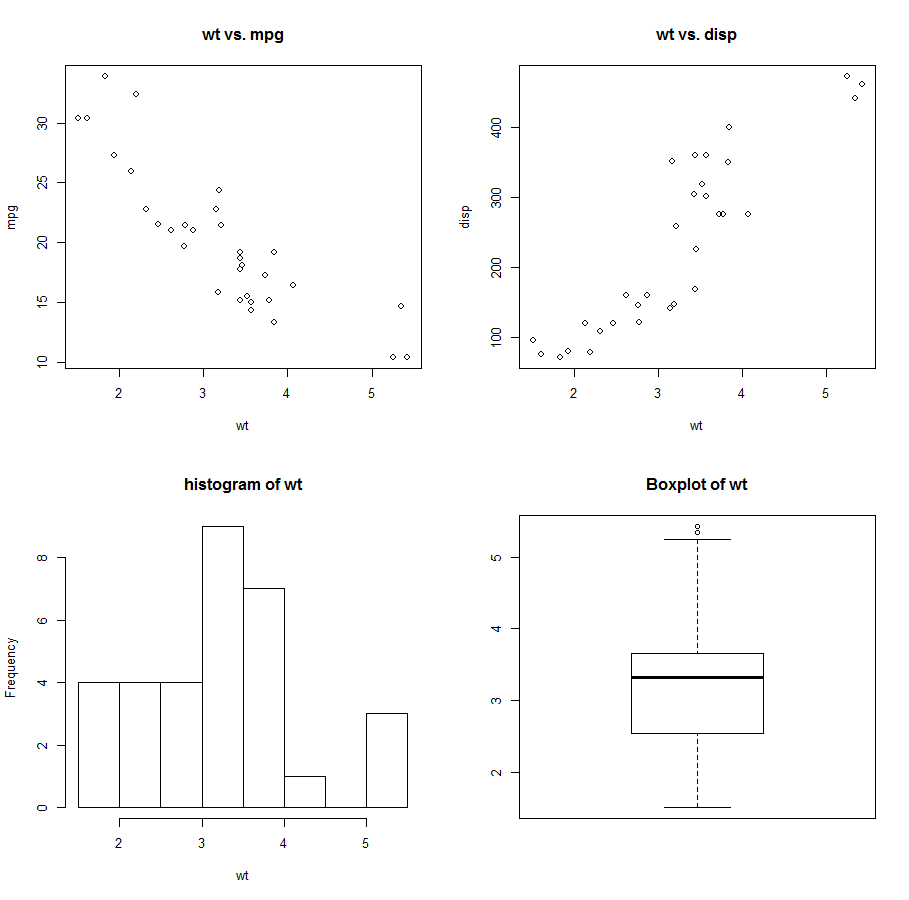 wt vs. mpg
mpg
30
25
20
15
10
2 3 4 5
wt
wt vs. disp
disp
400
300
200
100
2 3 4 5
wt
histogram of wt
Frequency
8
6
4
2
0
2 3 4 5
wt
Boxplot of wt
5
4
3
2